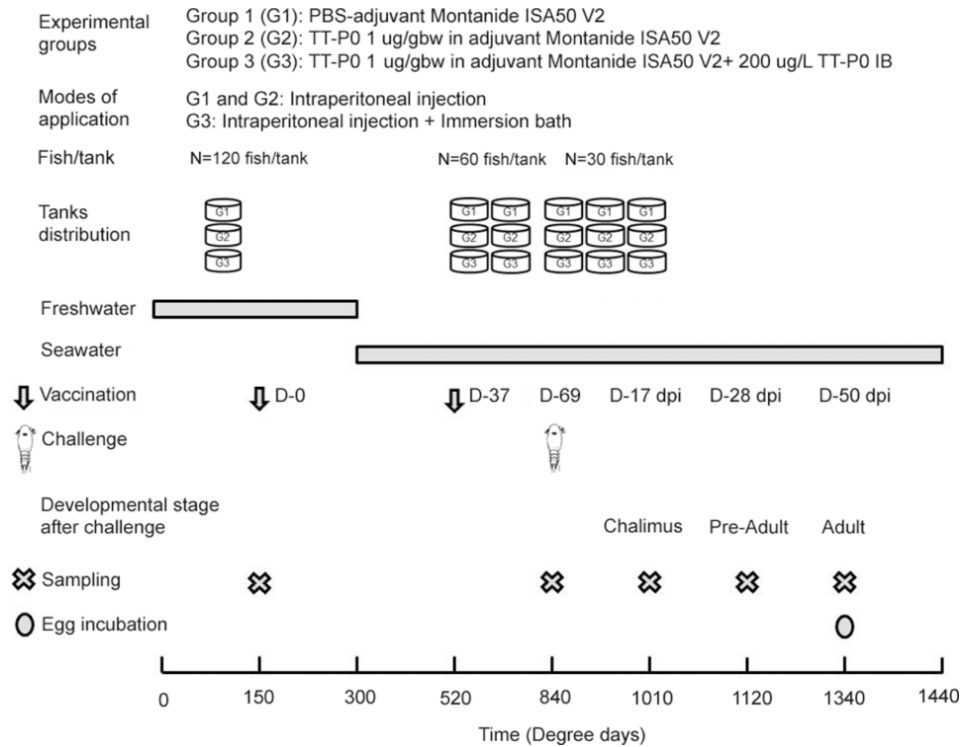 Experimental groups
Group 1 (G1): PBS-adjuvant Montanide ISA50 V2
Group 2 (G2): TT-P0 1 ug/gbw in adjuvant Montanide ISA50 V2
Group 3 (G3): TT-P0 1 ug/gbw in adjuvant Montanide ISA50 V2+ 200 ug/L TT-P0 IB
Modes of application
G1 and G2: Intraperitoneal injection
G3: Intraperitoneal injection + Immersion bath
Fish/tank N=120 fish/tank N=60 fish/tank N=30 fish/tank
Tanks distribution
G1 G1 G1 G1 G1 G1
G2 G2 G2 G2 G2 G2
G3 G3 G3 G3 G3 G3
Freshwater
Seawater
Vaccination D-0 D-37 D-69 D-17 dpi D-28 dpi D-50 dpi
Challenge
Developmental stage after challenge
Chalimus Pre-Adult Adult
Sampling
Egg incubation
0 150 300 520 840 1010 1120 1340 1440
Time (Degree days)